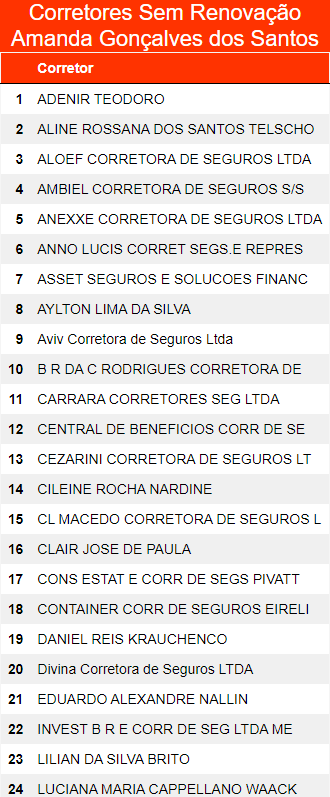 Corretores Sem Renovação
Amanda Gonçalves dos Santos
Corretor
1 ADENIR TEODORO
2 ALINE ROSSANA DOS SANTOS TELSCHO
3 ALOEF CORRETORA DE SEGUROS LTDA
4 AMBIEL CORRETORA DE SEGUROS S/S
5 ANEXXE CORRETORA DE SEGUROS LTDA
6 ANNO LUCIS CORRET SEGS.E REPRES
7 ASSET SEGUROS E SOLUCOES FINANC
8 AYLTON LIMA DA SILVA
9 Aviv Corretora de Seguros Ltda
10 B R DA C RODRIGUES CORRETORA DE
11 CARRARA CORRETORES SEG LTDA
12 CENTRAL DE BENEFICIOS CORR DE SE
13 CEZARINI CORRETORA DE SEGUROS LT
14 CILEINE ROCHA NARDINE
15 CL MACEDO CORRETORA DE SEGUROS L
16 CLAIR JOSE DE PAULA
17 CONS ESTAT E CORR DE SEGS PIVATT
18 CONTAINER CORR DE SEGUROS EIRELI
19 DANIEL REIS KRAUCHENCO
20 Divina Corretora de Seguros LTDA
21 EDUARDO ALEXANDRE NALLIN
22 INVEST B R E CORR DE SEG LTDA ME
23 LILIAN DA SILVA BRITO
24 LUCIANA MARIA CAPPELLANO WAACK